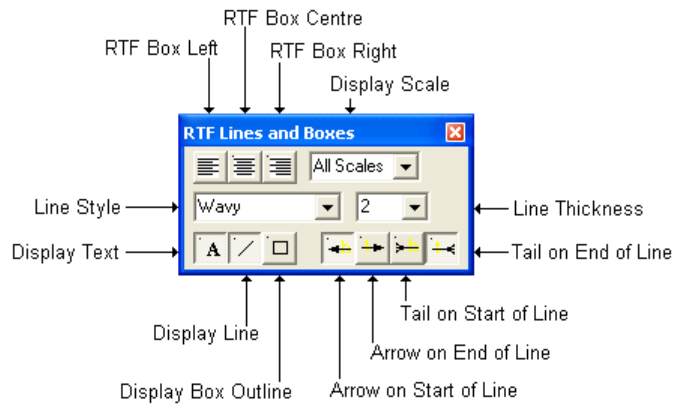 RTF Box Centre
RTF Box Left
RTF Box Right
Display Scale
RTF Lines and Boxes
All Scales
Line Style
Wavy
2
Line Thickness
Display Text
A
Tail on End of Line
Display Line
Tail on Start of Line
Arrow on End of Line
Display Box Outline
Arrow on Start of Line